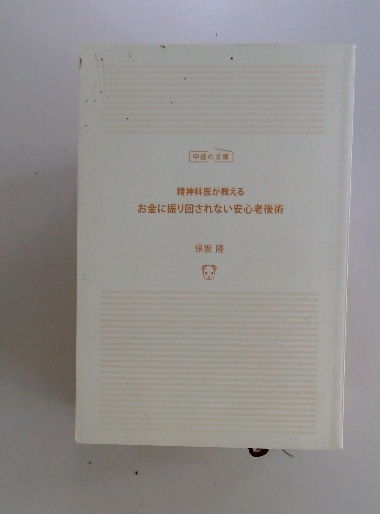 中経の文庫
精神科医が教える
お金に振り回されない安心老後術
保坂 隆